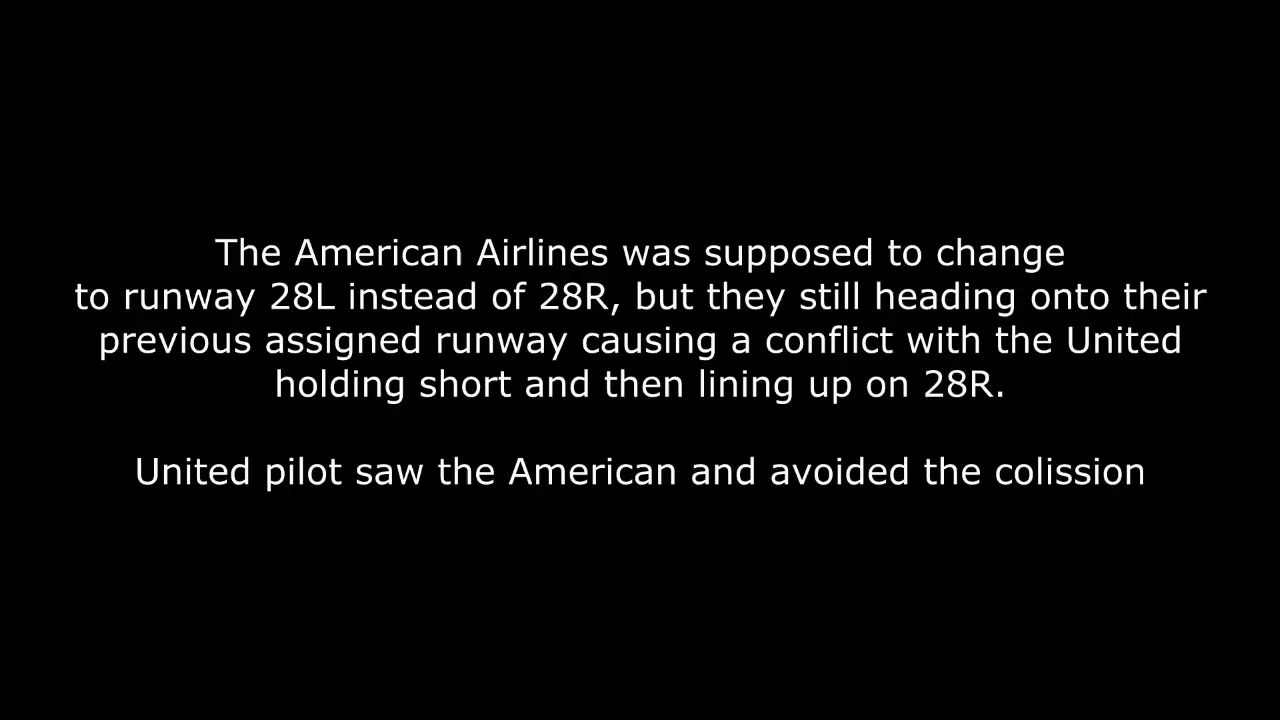 The American Airlines was supposed to change
to runway 28L instead of 28R, but they still heading onto their
previous assigned runway causing a conflict with the United
holding short and then lining up on 28R.
United pilot saw the American and avoided the colission